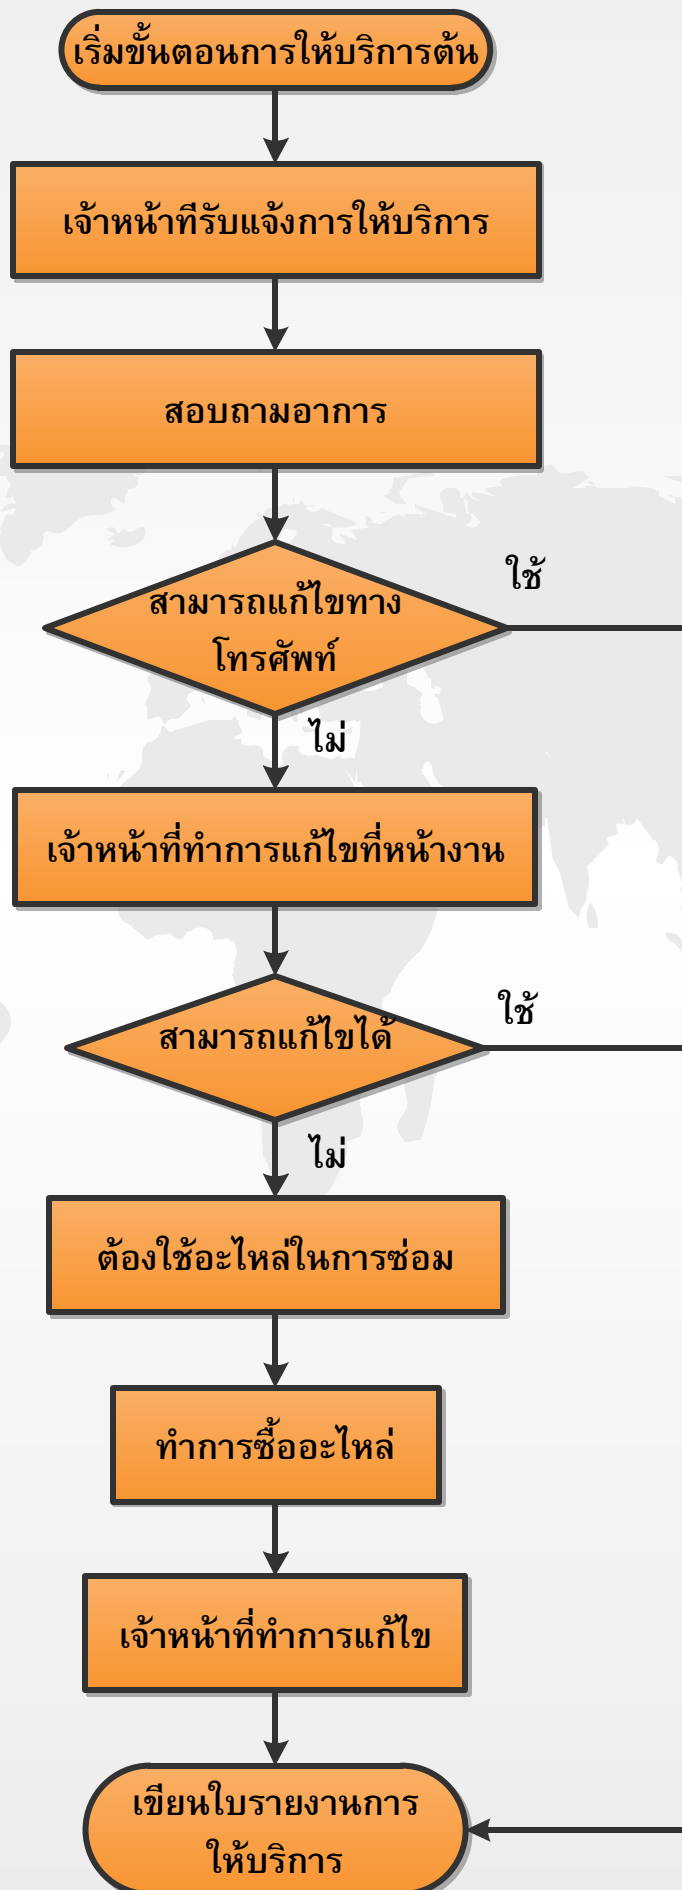 เริ่มขั้นตอนการให้บริการต้น
เจ้าหน้าทีรับแจ้งการให้บริการ
สอบถามอาการ
สามารถแก้ไขทาง
โทรศัพท์
ใช้
ไม่
เจ้าหน้าที่ทำการแก้ไขที่หน้างาน
สามารถแก้ไขได้
ใช้
ไม่
ต้องใช้อะไหล่ในการซ่อม
ทำการซื้ออะไหล่
เจ้าหน้าที่ทำการแก้ไข
เขียนใบรายงานการ
ให้บริการ